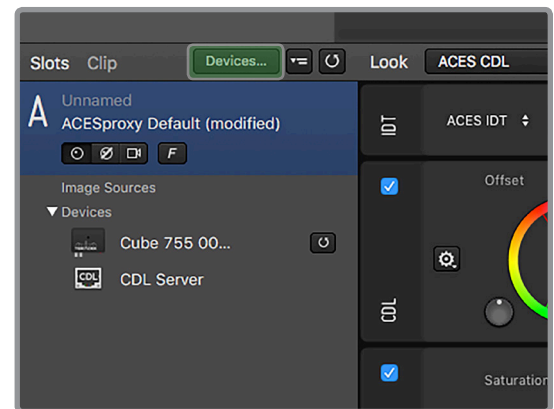 Slots Clip Devices... Look ACES CDL
A Unnamed
ACESproxy Default (modified)
F
IDT ACES IDT
Image Sources
Devices
Cube 755 00...
CDL CDL Server
Offset
CDL
Saturation